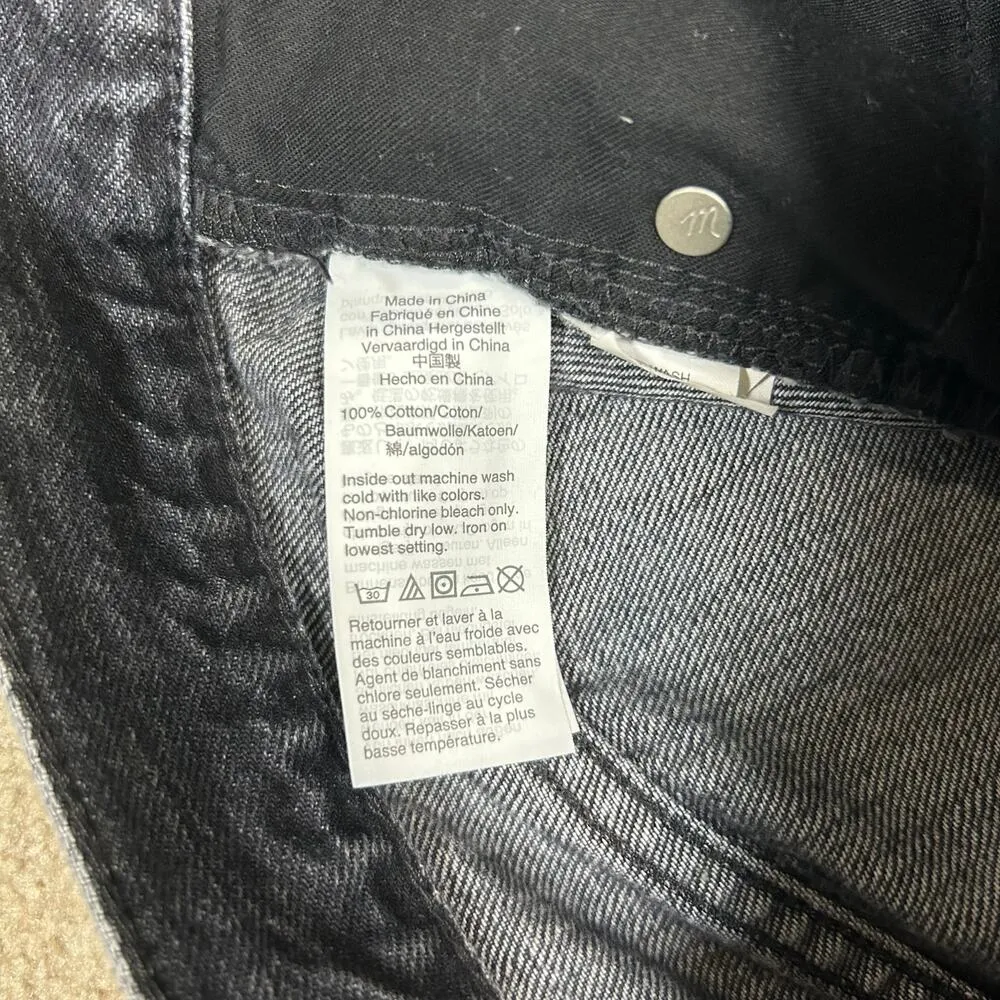 m
Made in China
Fabriqué en Chine
in China Hergestellt
Vervaardigd in China
中国製
Hecho en China
100% Cotton/Coton/
Baumwolle/Katoen/
綿/algodón
Inside out machine wash
cold with like colors.
Non-chlorine bleach only.
Tumble dry low. Iron on
lowest setting.
30
Retourner et laver à la
machine à l'eau froide avec
des couleurs semblables.
Agent de blanchiment sans
chlore seulement. Sécher
au sèche-linge au cycle
doux. Repasser à la plus
basse température.
WASH